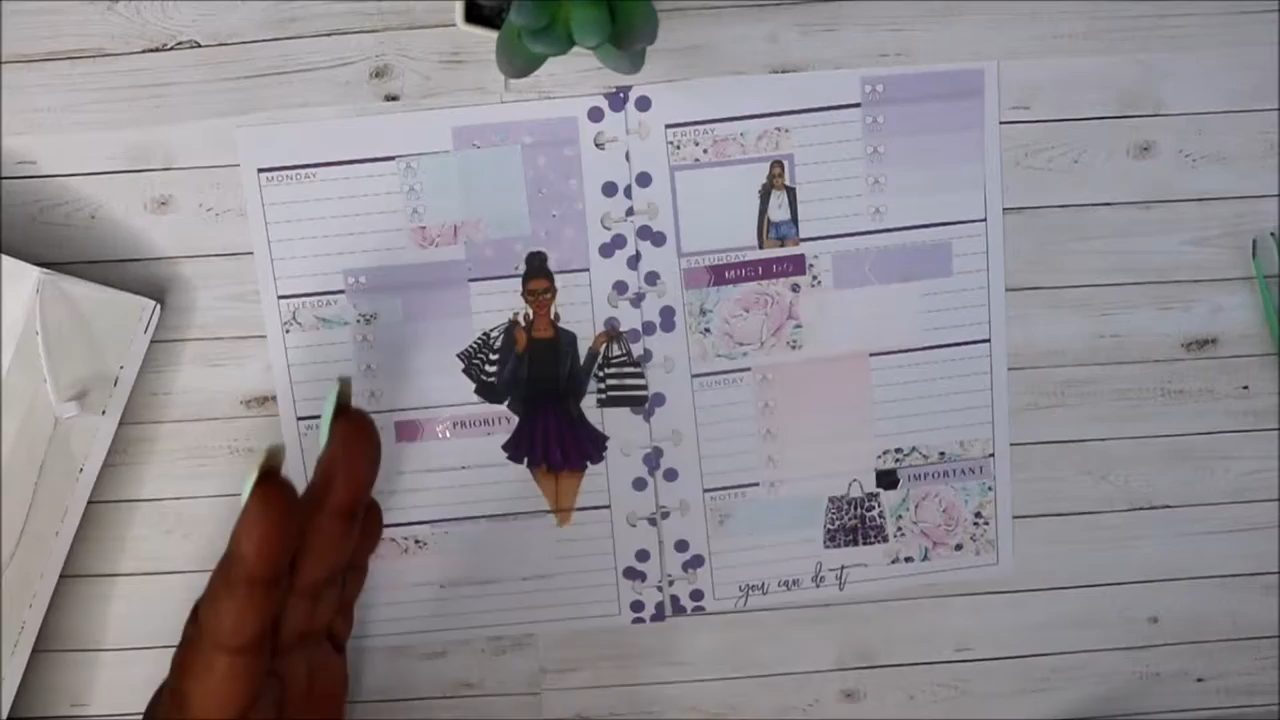 MONDAY
TUESDAY
PRIORITY
FRIDAY
SATURDAY
MUST DO
SUNDAY
NOTES
IMPORTANT
you can do it